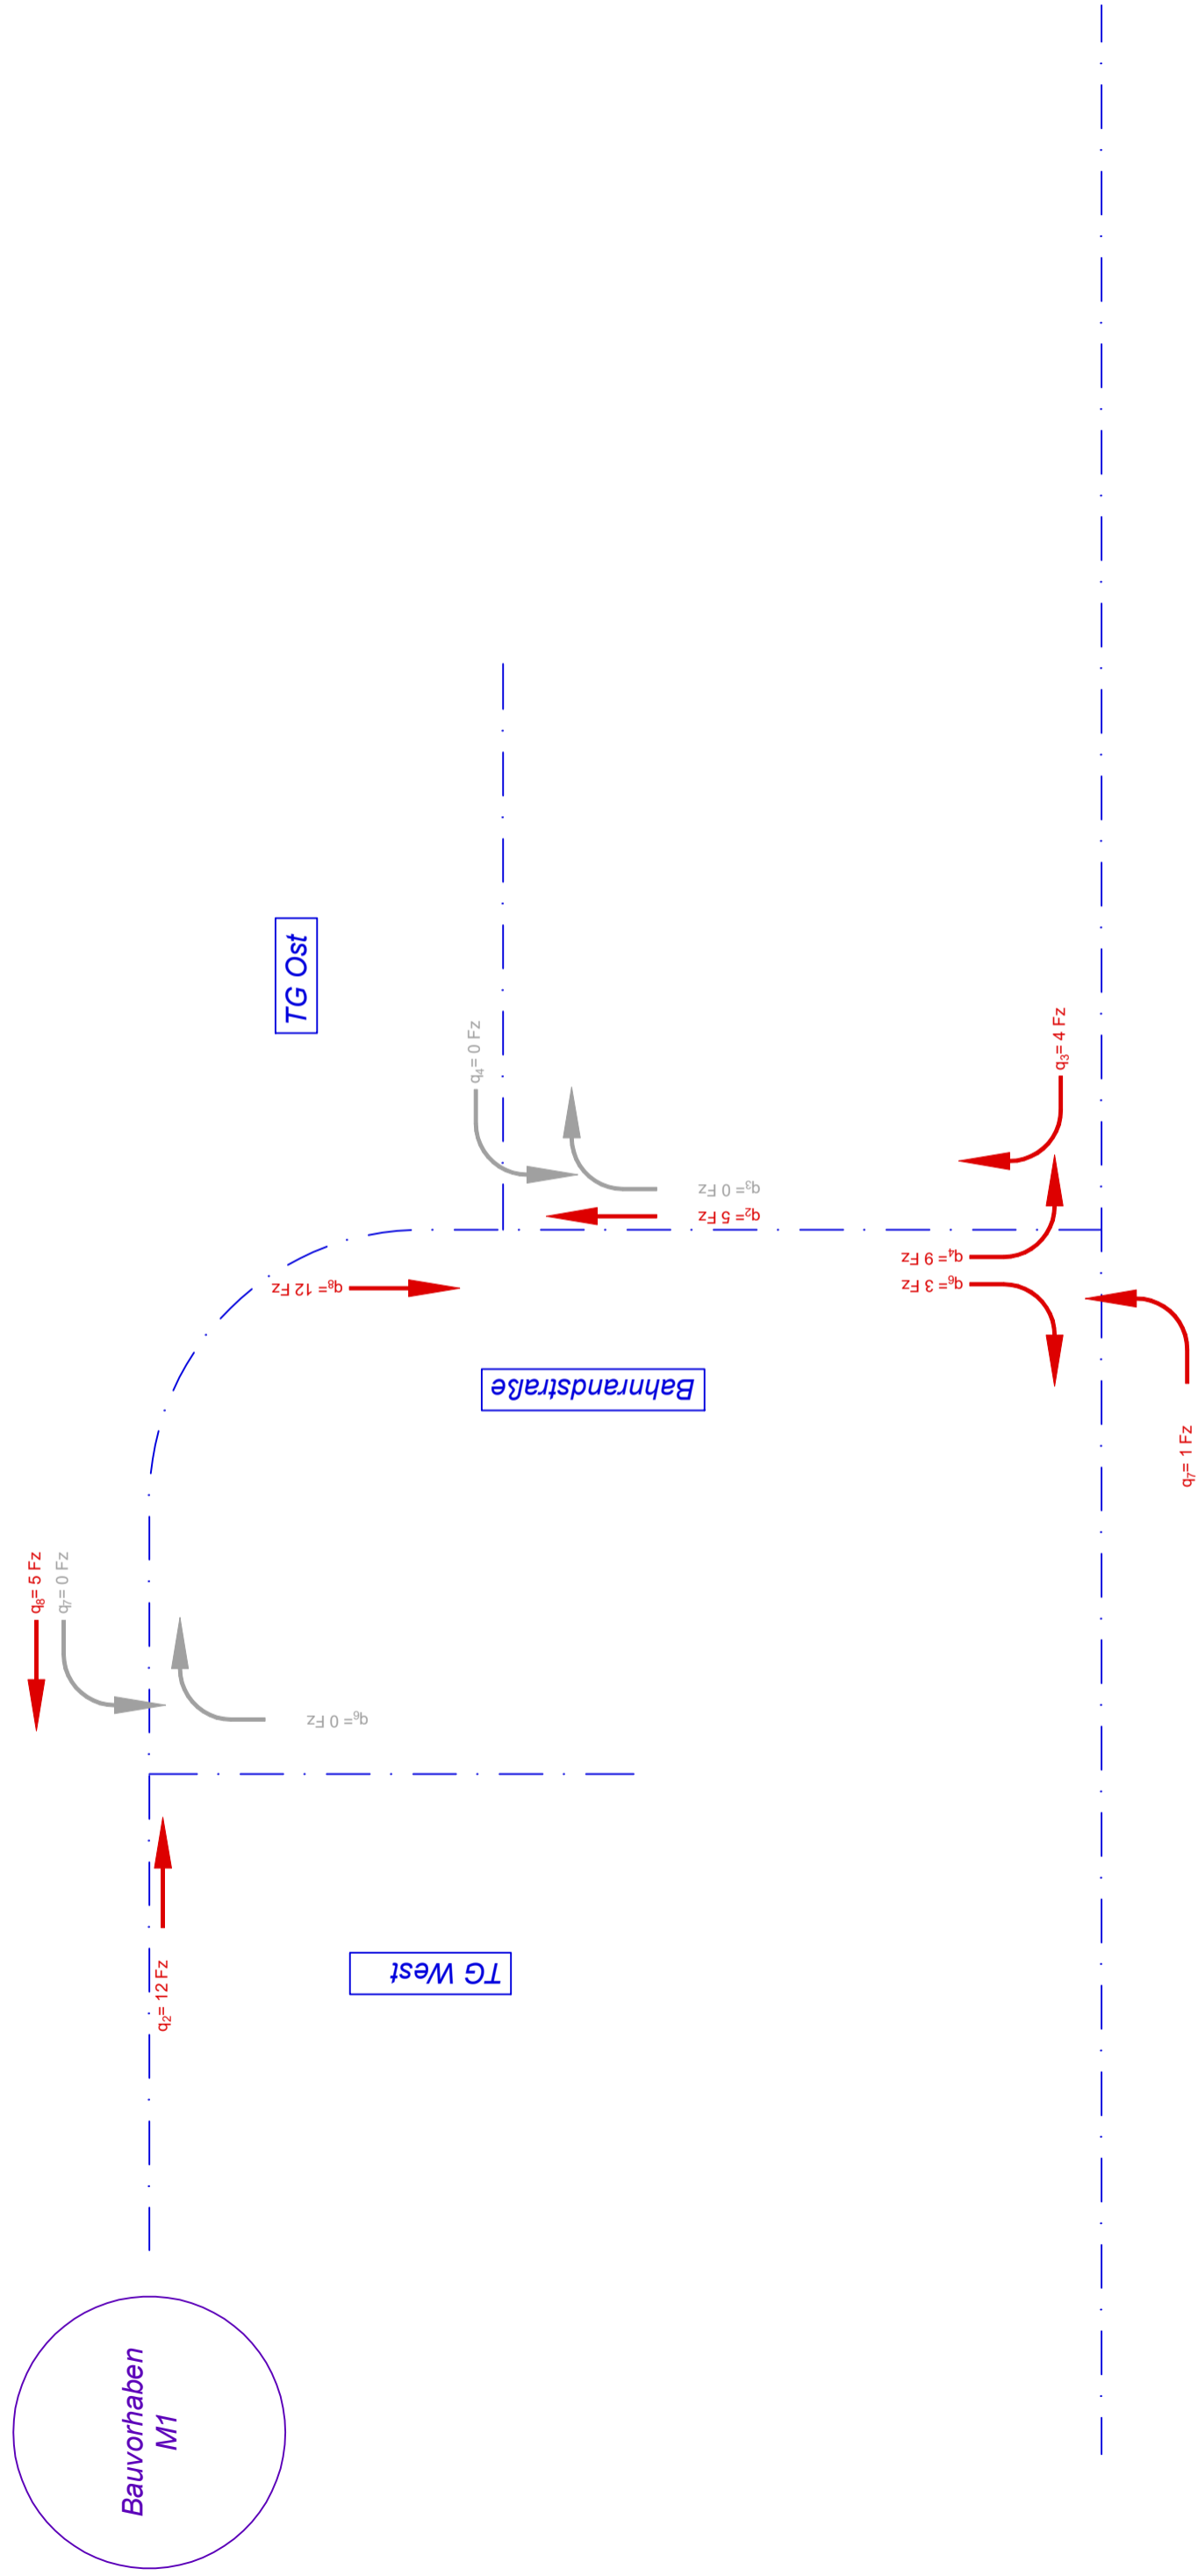 q₈= 5 Fz
q₇= 0 Fz
q₆= 0 Fz
q₂= 12 Fz
TG West
Bauvorhaben
M1
TG Ost
q₄= 0 Fz
q₃= 0 Fz
q₂= 5 Fz
q₈= 12 Fz
Bahnrandstraße
q₄= 9 Fz
q₆= 3 Fz
q₃= 4 Fz
q₇= 1 Fz